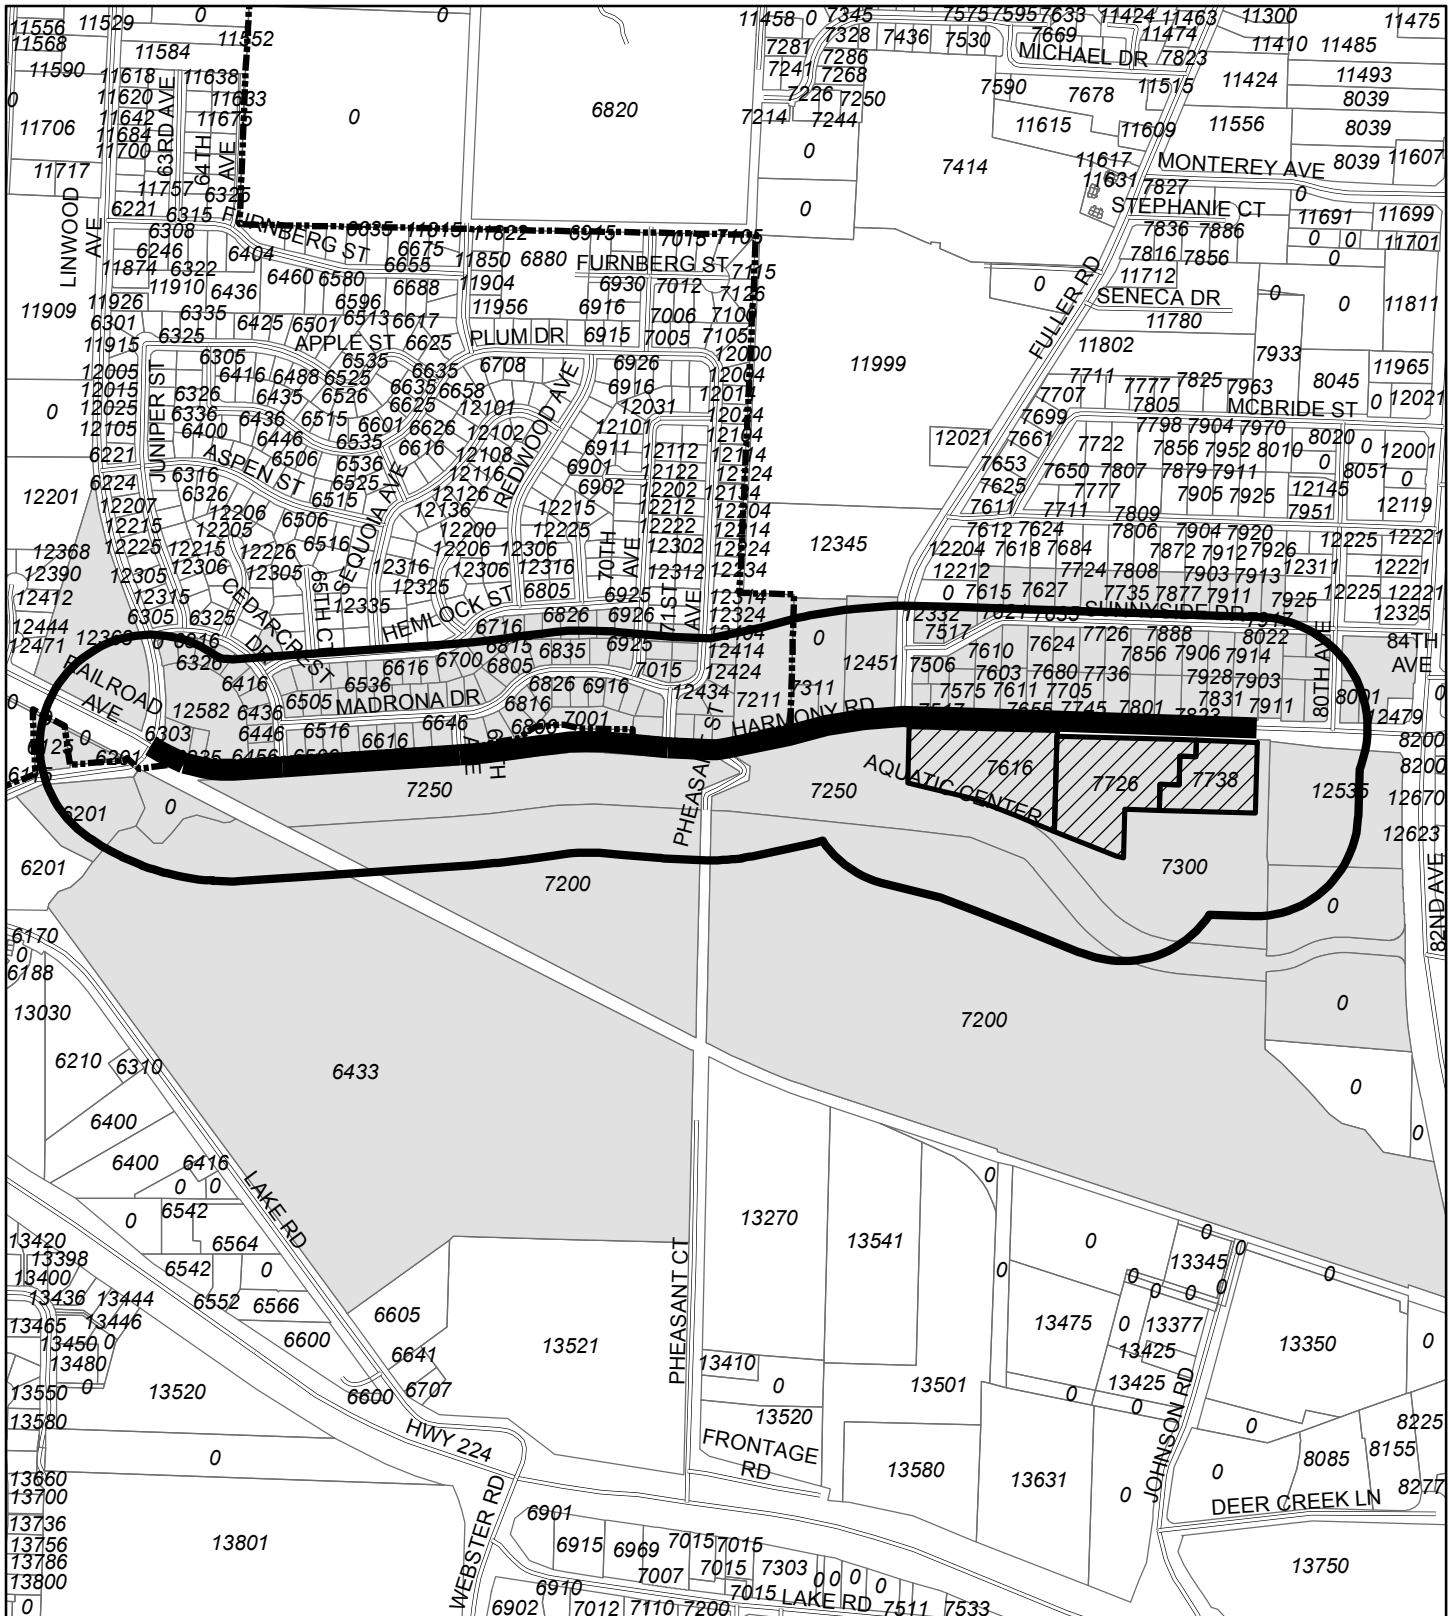 0 0 11458 0 7345 7575 7595 7633 11424 11463 11300 11475
11556 11529
11568 11584 11552 7281 7328 7436 7530 7669 11474 11410 11485
MICHAEL DR
7286 7823
11590 11618 11638 7241 7268 7590 7678 11515 11424 11493
0 11620 63RD AVE 11633 0 6820 7226 7250 8039
11706 11642 11675 7214 7244 11615 11609 11556 8039
11684 64TH AVE
11700 0 7414 11617 MONTEREY AVE 8039 11607
11717 11757 6325 11631 7827 0
LINWOOD AVE 6221 6315 0 STEPHANIE CT 11691 11699
6308 FURNBERG ST 6635 11815 11822 6915 7015 7105 7836 7886 0 0 11701
6246 6404 6675 11850 6880 FURNBERG ST 7115 7816 7856 0
11874 6322 6460 6580 6655 11904 6930 7012 7126 0 FULLER RD 11712
11910 6436 6688 SENECA DR 0 0 11811
11909 11926 6335 6596 6513 6617 11956 6916 7006 7106 11780
6301 6325 6425 6501 APPLE ST 6625 PLUM DR 6915 7005 7105 11802
11915 6305 6535 6635 6708 6926 12000 11999 7933 11965
12005 JUNIPER ST 6416 6488 6525 6658 REDWOOD AVE 6916 12004 7711 7777 7825 7963 8045
12015 6326 6435 6526 6625 12101 12031 12014 7707 7805 MCBRIDE ST 0 12021
0 12025 6336 6436 6515 6601 6626 12102 12101 12024 7699 7798 7904 7970
12105 6400 6446 6535 6616 12108 6911 12112 12104 12021 7661 7722 7856 7952 8010 8020 0 12001
6221 ASPEN ST 6506 6536 12116 6901 12122 12114 7653 7650 7807 7879 7911 0 8051 0
6224 6316 6525 SEQUOIA AVE 12126 6902 12202 12124 7625 7777 7905 7925 12145 12119
12201 6326 6515 12136 12215 12212 12134 7611 7711 7809 7951
12207 12206 6506 12200 12225 12222 12204 7612 7624 7806 7904 7920
12215 12205 6516 12206 12306 70TH AVE 12302 12214 12345 12204 7618 7684 7872 7912 7926 12225 12221
12368 12225 12215 12226 12306 12316 12312 12224 12212 7724 7808 7903 7913 12311 12221
12390 12305 12306 12305 65TH CT 12316 12325 6805 6925 12234 0 7615 7627 7735 7877 7911 7925 12225 12221
12412 12315 CEDARCREST DR 12335 HEMLOCK ST 6826 6926 71ST AVE 12314 12332 7621 7655 SUNNYSIDE DR 7917 12325
12444 6305 6325 6716 6815 6835 6925 12324 0 7517 7624 7726 7888 8022 84TH AVE
12471 12363 0 6316 6616 6700 6805 7015 12404 12451 7506 7610 7856 7906 7914 80TH AVE
RAILROAD AVE 6326 6536 12414 7603 7680 7736 7928 7903 8001
0 6416 6505 MADRONA DR 6826 6916 12424 7211 7311 7575 7611 7705 7831 7911 12479
12582 6436 6516 6646 6816 7001 12434 HARMONY RD 7517 7655 7745 7801 7823
0 6303 6446 6616 6806 8200
6201 6456 7250 PHEASANT CT 7250 AQUATIC CENTER 7616 7726 7738 12535 8200
6201 0 12670
12623
6201 7200 7300 82ND AVE
0
6170
0
6188
13030 7200 0
6210 6310 6433 0
6400 0
6400 6416 0
0 0 LAKE RD
0 6542 13270 13541 0 0
13420 6564 0 13345
13398 6542 0 0 0
13400 0 0 0
13436 13444 6552 6566 6605
13465 13446 6600 PHEASANT CT 13475 0 13377 13350 0
13450 0 6641 13521 13425
13480 13410
13550 0 13520 6600 6707 0 13501 0 13425
JOHNSON RD
13580 HWY 224 13520 0 0 8225
FRONTAGE RD
0 13580 13631 0 8085 8155
13660 0 8277
13700 WEBSTER RD DEER CREEK LN
13736 6901
13756 13801 6915 6969 7015 7015
13786 7007 7015 7303 13750
13800 6910 7015 0 0 0 0
0 6902 7012 7110 7200 LAKE RD 7511 7533